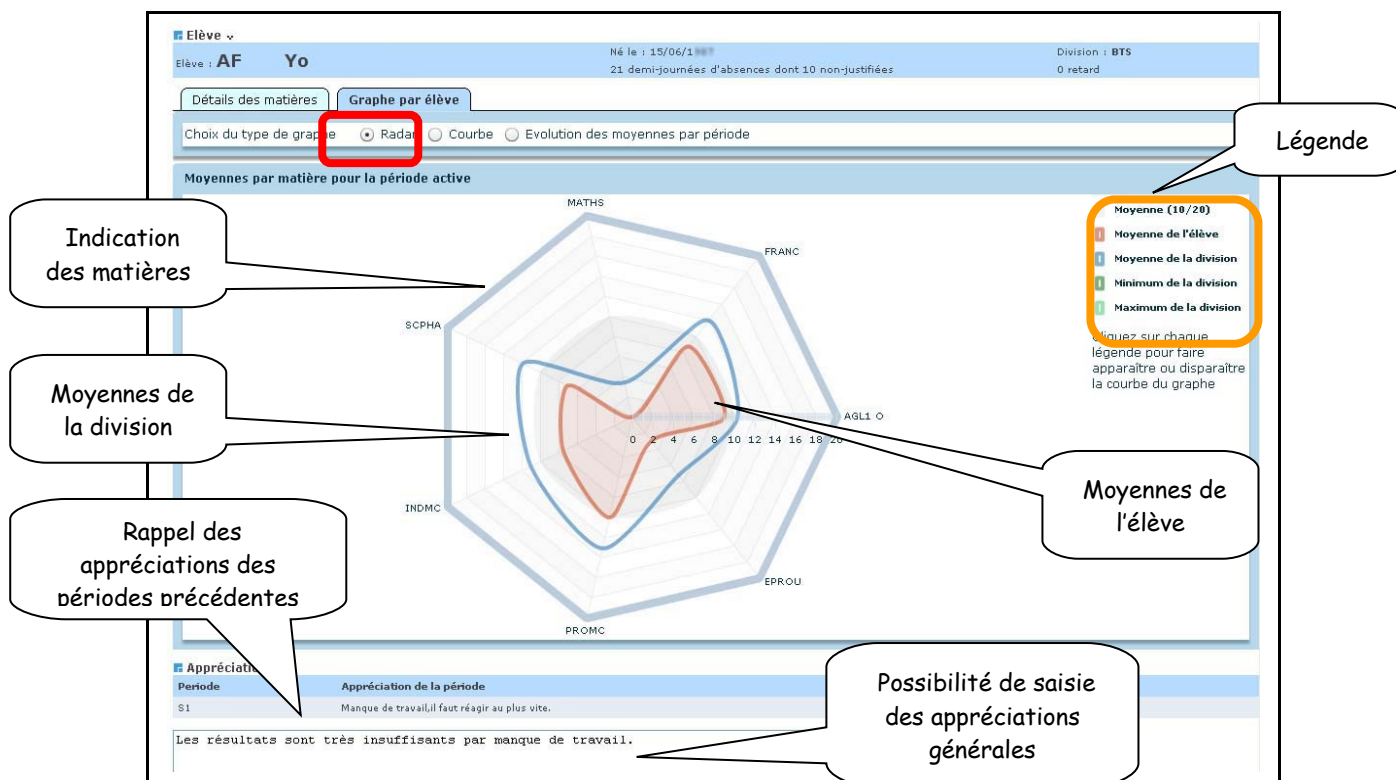 Elève
Elève : AF Yo
Né le : 15/06/1
Division : BTS
21 demi-journées d'absences dont 10 non-justifiées
0 retard
Détails des matières
Graphe par élève
Choix du type de graphe Radar Courbe Evolution des moyennes par période
Légende
Moyennes par matière pour la période active
Moyenne (10/20)
Moyenne de l'élève
Moyenne de la division
Minimum de la division
Maximum de la division
Cliquez sur chaque
légende pour faire
apparaître ou disparaître
la courbe du graphe
MATHS
FRANC
SCPHA
AGL1 O
0 2 4 6 8 10 12 14 16 18 20
INDMC
EPROU
PROMC
Indication
des matières
Moyennes de
la division
Rappel des
appréciations des
périodes précédentes
Moyennes de
l'élève
Appréciati
Periode Appréciation de la période
S1 Manque de travail,il faut réagir au plus vite.
Les résultats sont très insuffisants par manque de travail.
Possibilité de saisie
des appréciations
générales